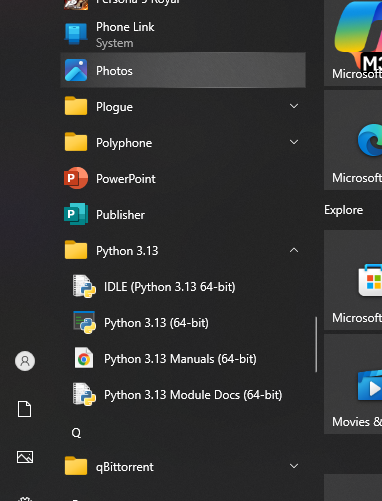 Persona 5 Royal
Phone Link
System
Photos
Plogue
Polyphone
PowerPoint
Publisher
Python 3.13
IDLE (Python 3.13 64-bit)
Python 3.13 (64-bit)
Python 3.13 Manuals (64-bit)
Python 3.13 Module Docs (64-bit)
Q
qBittorrent
M3
Microsoft
Microsoft
Explore
Microsoft
Movies &